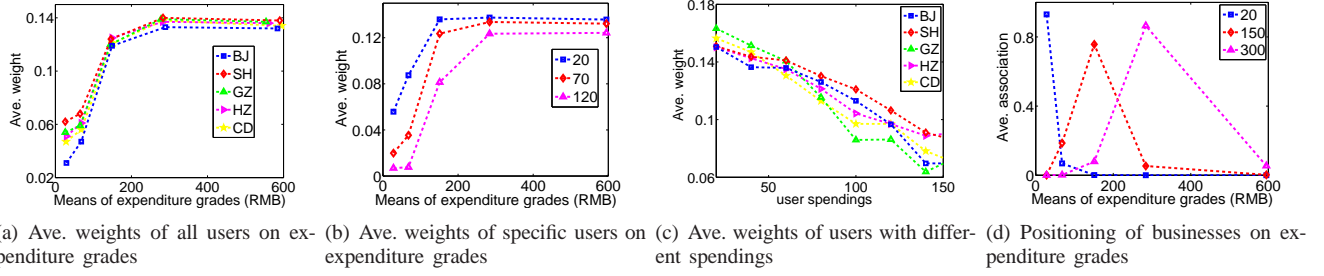 0.14
0.1
0.06
0.02
0 200 400 600
Ave. weight
Means of expenditure grades (RMB)
BJ
SH
GZ
HZ
CD
0.16
0.12
0.08
0.04
0
0 200 400 600
Ave. weight
Means of expenditure grades (RMB)
20
70
120
0.18
0.14
0.1
0.06
50 100 150
Ave. weight
user spendings
BJ
SH
GZ
HZ
CD
0.8
0.4
0
0 200 400 600
Ave. association
Means of expenditure grades (RMB)
20
150
300
(a) Ave. weights of all users on ex-
penditure grades
(b) Ave. weights of specific users on
expenditure grades
(c) Ave. weights of users with differ-
ent spendings
(d) Positioning of businesses on ex-
penditure grades